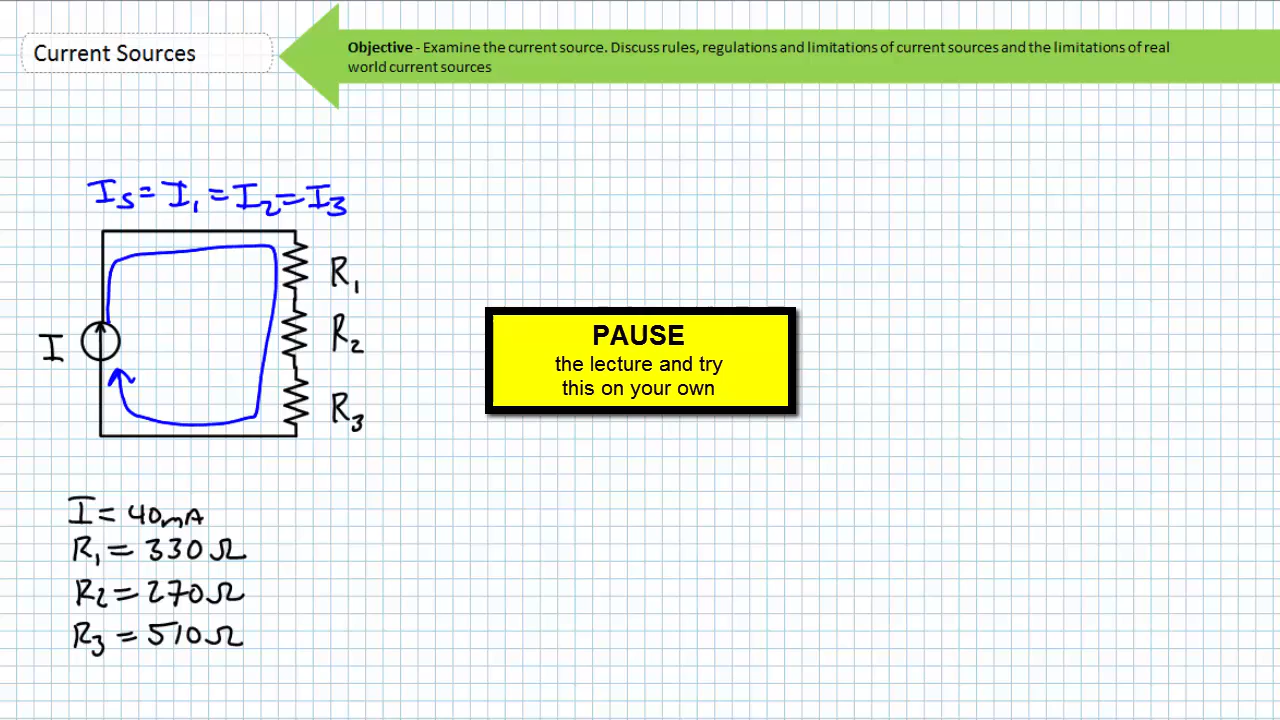 Current Sources
Objective - Examine the current source. Discuss rules, regulations and limitations of current sources and the limitations of real
world current sources
Is = I₁ = I₂ = I₃
R₁
I
R₂
R₃
PAUSE
the lecture and try
this on your own
I = 40mA
R₁ = 330Ω
R₂ = 270Ω
R₃ = 510Ω